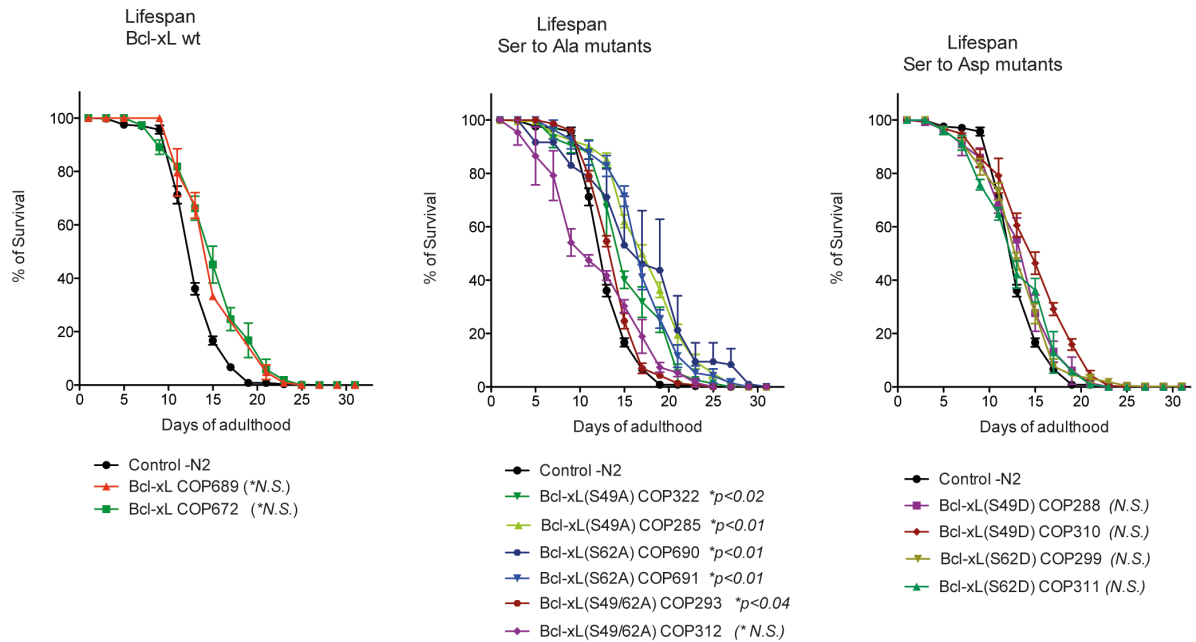 Lifespan
Bcl-xL wt
% of Survival
100
80
60
40
20
0
0 5 10 15 20 25 30
Days of adulthood
Control -N2
Bcl-xL COP689 (*N.S.)
Bcl-xL COP672 (*N.S.)
Lifespan
Ser to Ala mutants
% of Survival
100
80
60
40
20
0
0 5 10 15 20 25 30
Days of adulthood
Control -N2
Bcl-xL(S49A) COP322 *p<0.02
Bcl-xL(S49A) COP285 *p<0.01
Bcl-xL(S62A) COP690 *p<0.01
Bcl-xL(S62A) COP691 *p<0.01
Bcl-xL(S49/62A) COP293 *p<0.04
Bcl-xL(S49/62A) COP312 (* N.S.)
Lifespan
Ser to Asp mutants
% of Survival
100
80
60
40
20
0
0 5 10 15 20 25 30
Days of adulthood
Control -N2
Bcl-xL(S49D) COP288 (N.S.)
Bcl-xL(S49D) COP310 (N.S.)
Bcl-xL(S62D) COP299 (N.S.)
Bcl-xL(S62D) COP311 (N.S.)